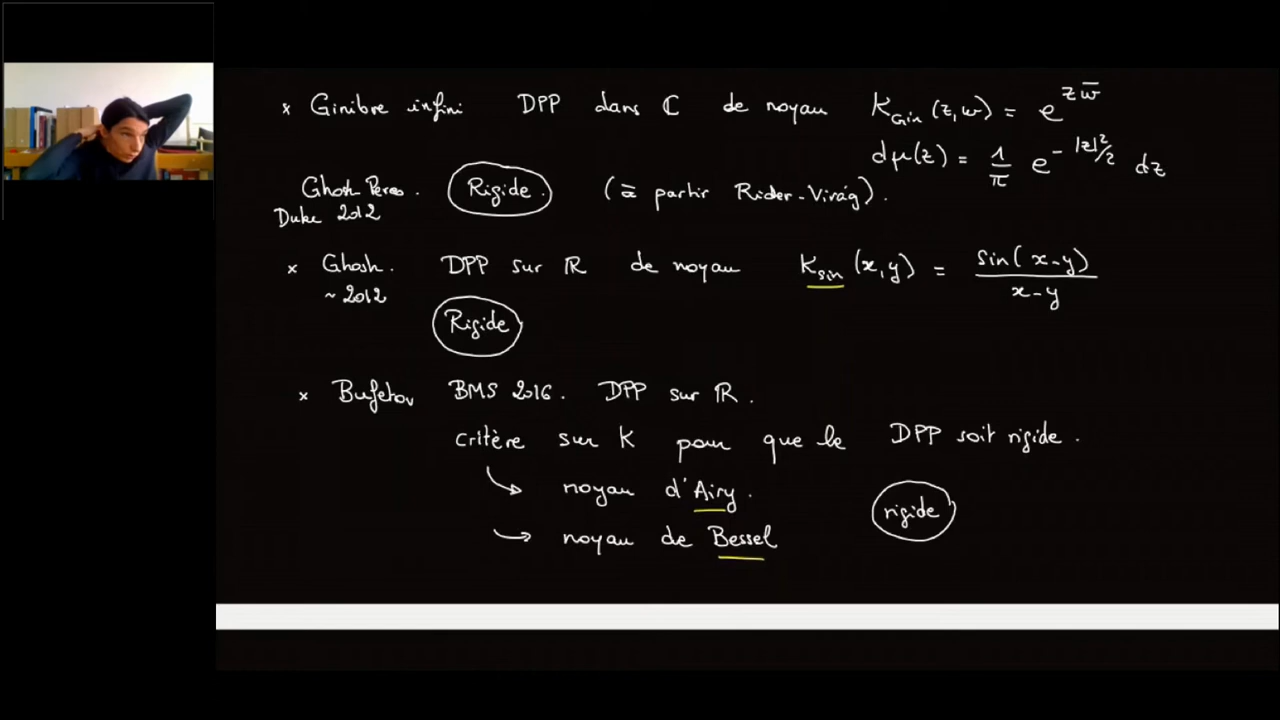 × Ginibre infini DPP dans ℂ de noyau K_Gin(z,w) = e^{z w̄}
dμ(z) = 1/π e^{-|z|²/2} dz
Ghosh Peres. Rigide. (à partir Rider-Virág).
Duke 2012
× Ghosh. DPP sur ℝ de noyau K_sin(x,y) = sin(x-y)/(x-y)
~ 2012
Rigide
× Bufetov BMS 2016. DPP sur ℝ.
critère sur K pour que le DPP soit rigide.
↳ noyau d'Airy.
rigide
→ noyau de Bessel